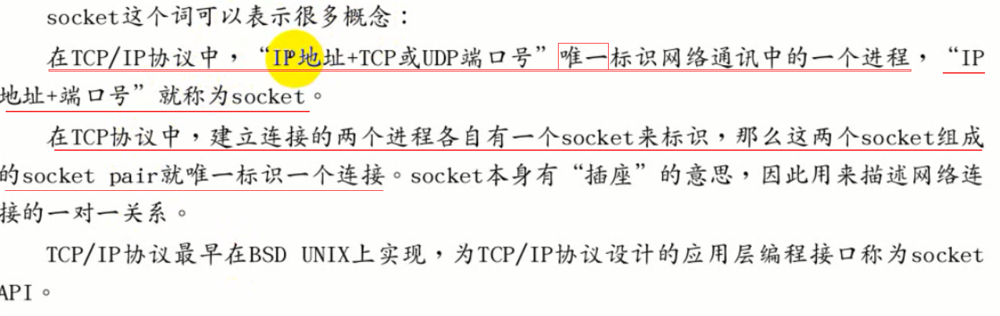 socket这个词可以表示很多概念：
在TCP/IP协议中，“IP地址+TCP或UDP端口号”唯一标识网络通讯中的一个进程，“IP
地址+端口号”就称为socket。
在TCP协议中，建立连接的两个进程各自有一个socket来标识，那么这两个socket组成
的socket pair就唯一标识一个连接。socket本身有“插座”的意思，因此用来描述网络连
接的一对一关系。
TCP/IP协议最早在BSD UNIX上实现，为TCP/IP协议设计的应用层编程接口称为socket
API。